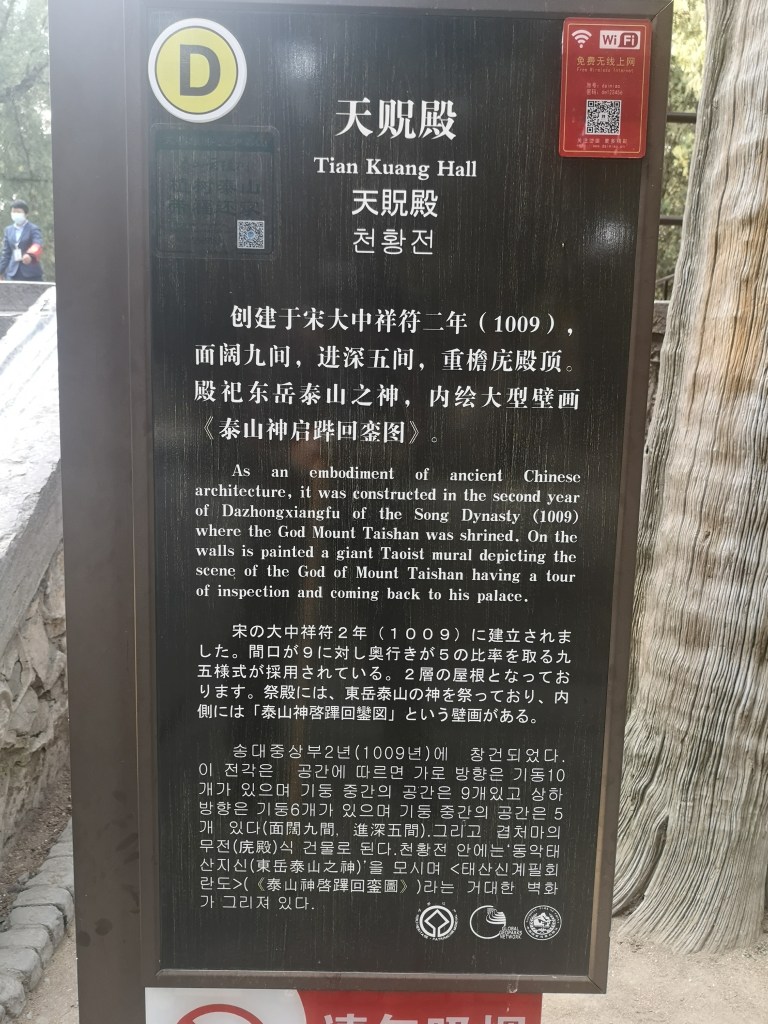 D
WiFi
免费无线上网
Free Wireless Internet
天贶殿
Tian Kuang Hall
天貺殿
천황전
创建于宋大中祥符二年（1009），
面阔九间，进深五间，重檐庑殿顶。
殿祀东岳泰山之神，内绘大型壁画
《泰山神启跸回銮图》。
As an embodiment of ancient Chinese
architecture, it was constructed in the second year
of Dazhongxiangfu of the Song Dynasty (1009)
where the God Mount Taishan was shrined. On the
walls is painted a giant Taoist mural depicting the
scene of the God of Mount Taishan having a tour
of inspection and coming back to his palace.
宋の大中祥符２年（１００９）に建立されま
した。間口が９に対し奥行きが５の比率を取る九
五様式が採用されている。２層の屋根となってお
ります。祭殿には、東岳泰山の神を祭っており、内
側には「泰山神啓蹕回鑾図」という壁画がある。
송대중상부2년(1009년)에 창건되었다.
이 전각은 공간에 따르면 가로 방향은 기동10
개가 있으며 기둥 중간의 공간은 9개있고 상하
방향은 기둥6개가 있으며 기둥 중간의 공간은 5
개 있다(面闊九間, 進深五間).그리고 겹처마의
무전(庑殿)식 건물로 된다.천황전 안에는'동악태
산지신(東岳泰山之神)'을 모시며 <태산신계필회
란도>(《泰山神啓蹕回銮圖》)라는 거대한 벽화
가 그리져 있다.
GLOBAL
GEOPARKS
NETWORK
请勿吸烟